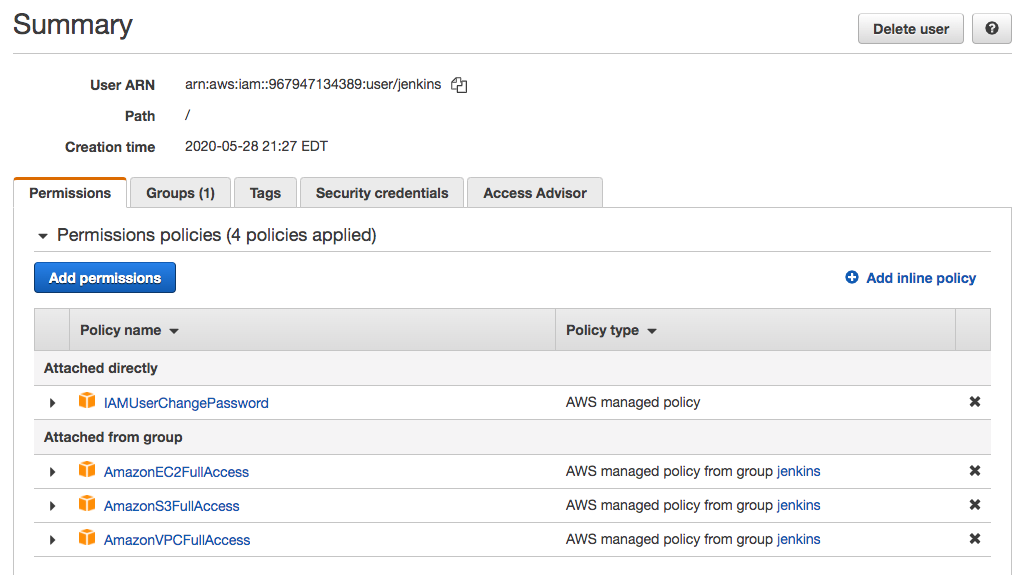 Summary
Delete user
?
User ARN arn:aws:iam::967947134389:user/jenkins
Path /
Creation time 2020-05-28 21:27 EDT
Permissions Groups (1) Tags Security credentials Access Advisor
Permissions policies (4 policies applied)
Add permissions Add inline policy
Policy name Policy type
Attached directly
IAMUserChangePassword AWS managed policy
Attached from group
AmazonEC2FullAccess AWS managed policy from group jenkins
AmazonS3FullAccess AWS managed policy from group jenkins
AmazonVPCFullAccess AWS managed policy from group jenkins